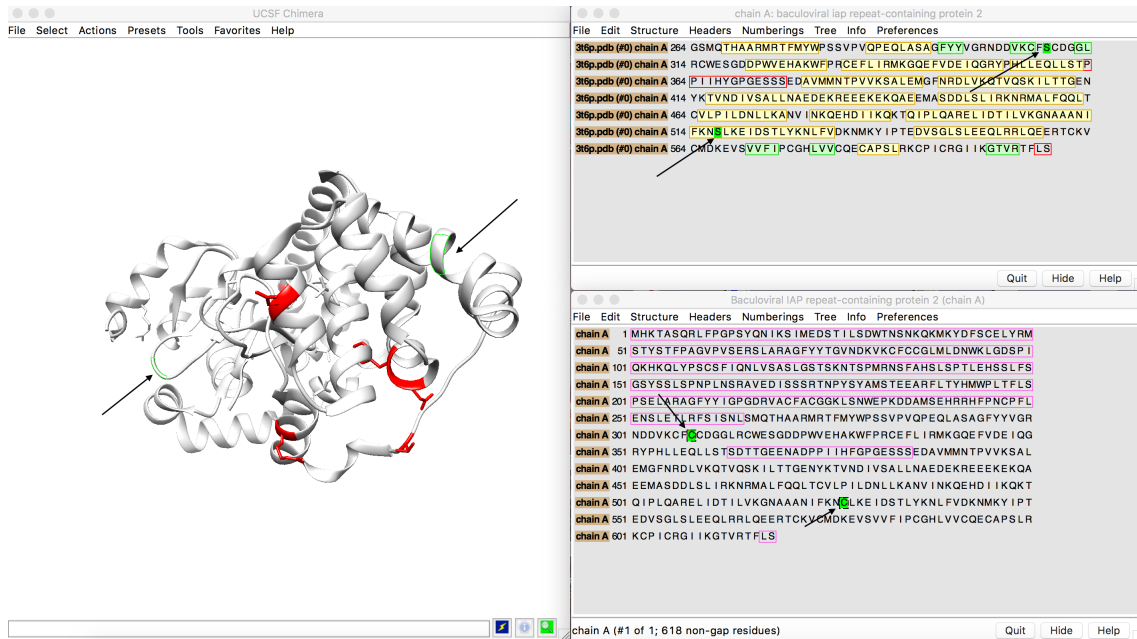 UCSF Chimera
File Select Actions Presets Tools Favorites Help
chain A: baculoviral iap repeat-containing protein 2
File Edit Structure Headers Numberings Tree Info Preferences
3t6p.pdb (#0) chain A 264 GSMQTHAARMRTFMYWPSSVPVQPEQLASAGFYYVGRNDDVKCFSCDGGL
3t6p.pdb (#0) chain A 314 RCWESGDDPWVEHAKWFPRCEFLIRMKGQEFVDEIQGRYPHLLEQLLSTP
3t6p.pdb (#0) chain A 364 PIIHYGPGESSSEDAVMMNTPVVKSALEMGFNRDLVKQTVQSKILTTGEN
3t6p.pdb (#0) chain A 414 YKTVNDIVSALLNAEDEKREEEKEKQAEEMASDDLSLIRKNRMALFQQLT
3t6p.pdb (#0) chain A 464 CVLPILDNLLKANVINKQEHDIIKQKTQIPLQARELIDTILVKGNAAANI
3t6p.pdb (#0) chain A 514 FKNSLKEIDSTLYKNLFVDKNMKYIPTEDVSGLSLEEQLRRLQEERTCKV
3t6p.pdb (#0) chain A 564 CMDKEVSVVFIPCGHLVVCQECAPSLRKCPICRGIIKGTVRTFLS
Quit Hide Help
Baculoviral IAP repeat-containing protein 2 (chain A)
File Edit Structure Headers Numberings Tree Info Preferences
chain A 1 MHKTASQRLFPGPSYQNIKSIMEDSTILSDWTNSNKQKMKYDFSCELYRM
chain A 51 STYSTFPAGVPVSERSLARAGFYYTGVNDKVKCFCCGLMLDNWKLGDSPI
chain A 101 QKHKQLYPSCSFIQNLVSASLGSTSKNTSPMRNSFAHSLSPTLEHSSLFS
chain A 151 GSYSSLSPNPLNSRAVEDISSSRTNPYSYAMSTEEARFLTYHMWPLTFLS
chain A 201 PSELARAGFYYIGPGDRVACFACGGKLSNWEPKDDAMSEHRRHFPNCPFL
chain A 251 ENSLETLRFSISNLSMQTHAARMRTFMYWPSSVPVQPEQLASAGFYYVGR
chain A 301 NDDVKCFCCDGGLRCWESGDDPWVEHAKWFPRCEFLIRMKGQEFVDEIQG
chain A 351 RYPHLLEQLLSTSDTTGEENADPPIIHFGPGESSSEDAVMMNTPVVKSAL
chain A 401 EMGFNRDLVKQTVQSKILTTGENYKTVNDIVSALLNAEDEKREEEKEKQA
chain A 451 EEMASDDLSLIRKNRMALFQQLTCVLPILDNLLKANVINKQEHDIIKQKT
chain A 501 QIPLQARELIDTILVKGNAAANIFKNCLKEIDSTLYKNLFVDKNMKYIPT
chain A 551 EDVSGLSLEEQLRRLQEERTCKVCMDKEVSVVFIPCGHLVVCQECAPSLR
chain A 601 KCPICRGIIKGTVRTFLS
chain A (#1 of 1; 618 non-gap residues)
Quit Hide Help